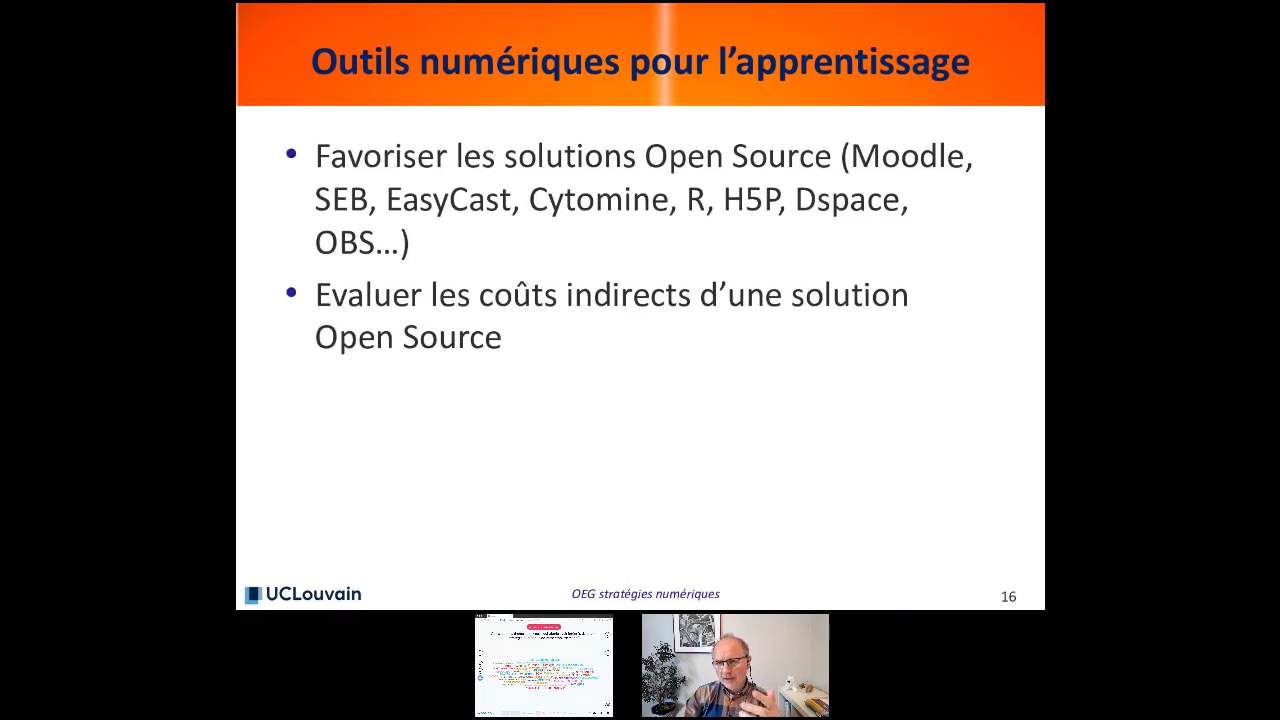 Outils numériques pour l’apprentissage
• Favoriser les solutions Open Source (Moodle,
SEB, EasyCast, Cytomine, R, H5P, Dspace,
OBS…)
• Evaluer les coûts indirects d’une solution
Open Source
UCLouvain
OEG stratégies numériques
16